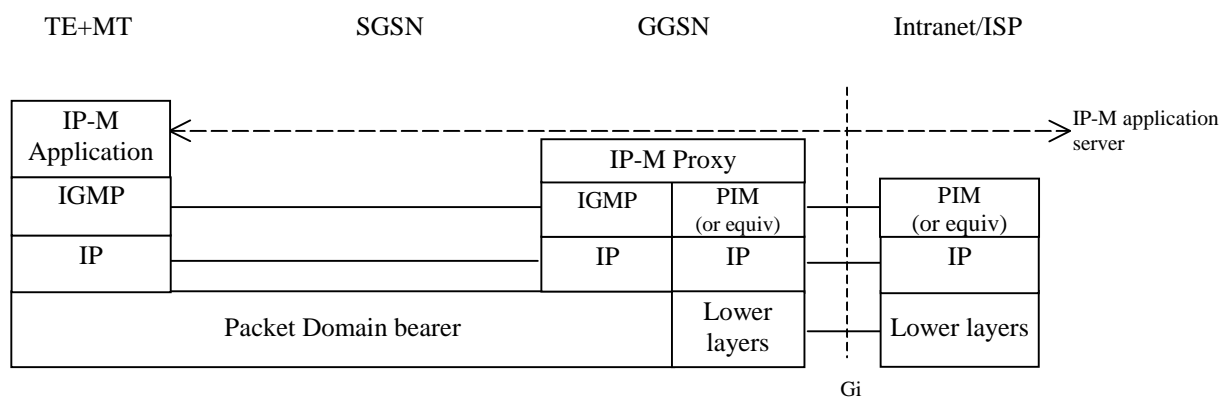 TE+MT SGSN GGSN Intranet/ISP
IP-M
Application
IP-M application
server
IP-M Proxy
IGMP IGMP PIM
(or equiv)
PIM
(or equiv)
IP IP IP IP
Packet Domain bearer
Lower
layers
Lower layers
Gi